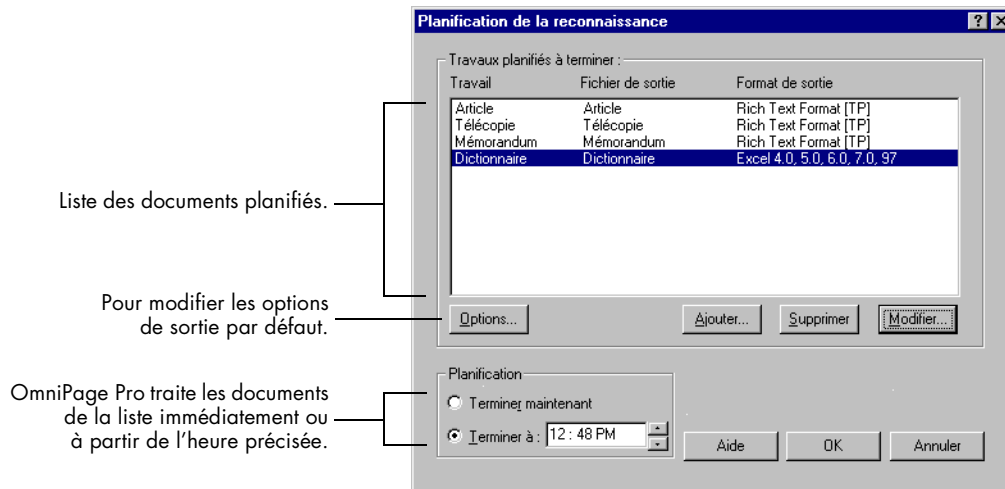 Planification de la reconnaissance
Travaux planifiés à terminer :
Travail Fichier de sortie Format de sortie
Article Article Rich Text Format [TP]
Télécopie Télécopie Rich Text Format [TP]
Mémorandum Mémorandum Rich Text Format [TP]
Dictionnaire Dictionnaire Excel 4.0, 5.0, 6.0, 7.0, 97
Liste des documents planifiés.
Pour modifier les options
de sortie par défaut.
Options... Ajouter... Supprimer Modifier...
OmniPage Pro traite les documents
de la liste immédiatement ou
à partir de l'heure précisée.
Planification
Terminer maintenant
Terminer à : 12 : 48 PM
Aide OK Annuler